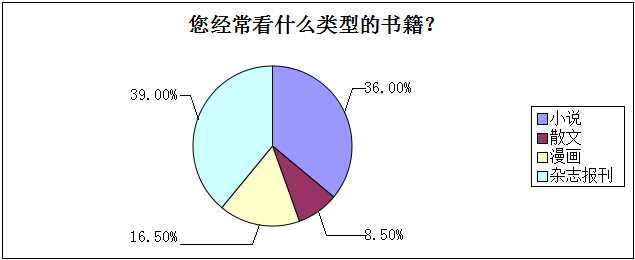 您经常看什么类型的书籍？
39.00%
36.00%
16.50%
8.50%
小说
散文
漫画
杂志报刊